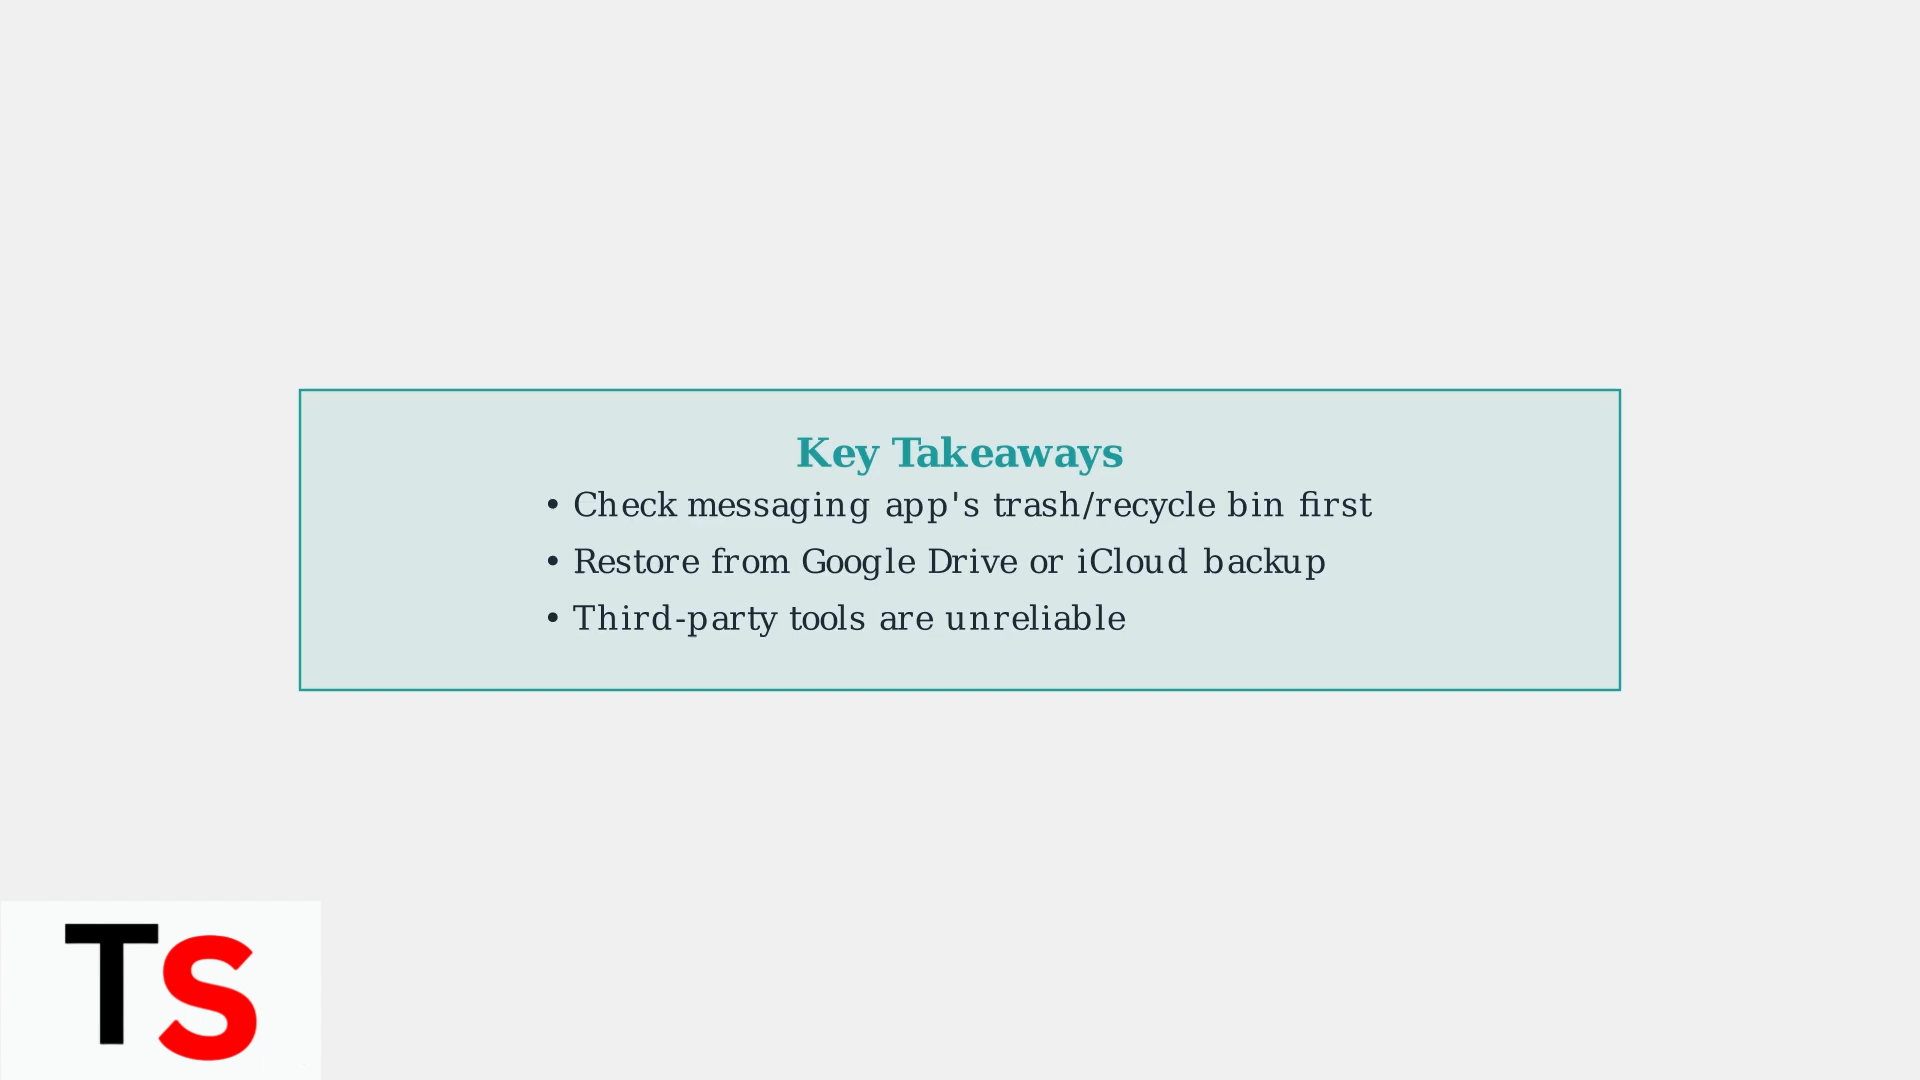 Key Takeaways
• Check messaging app's trash/recycle bin first
• Restore from Google Drive or iCloud backup
• Third-party tools are unreliable
TS